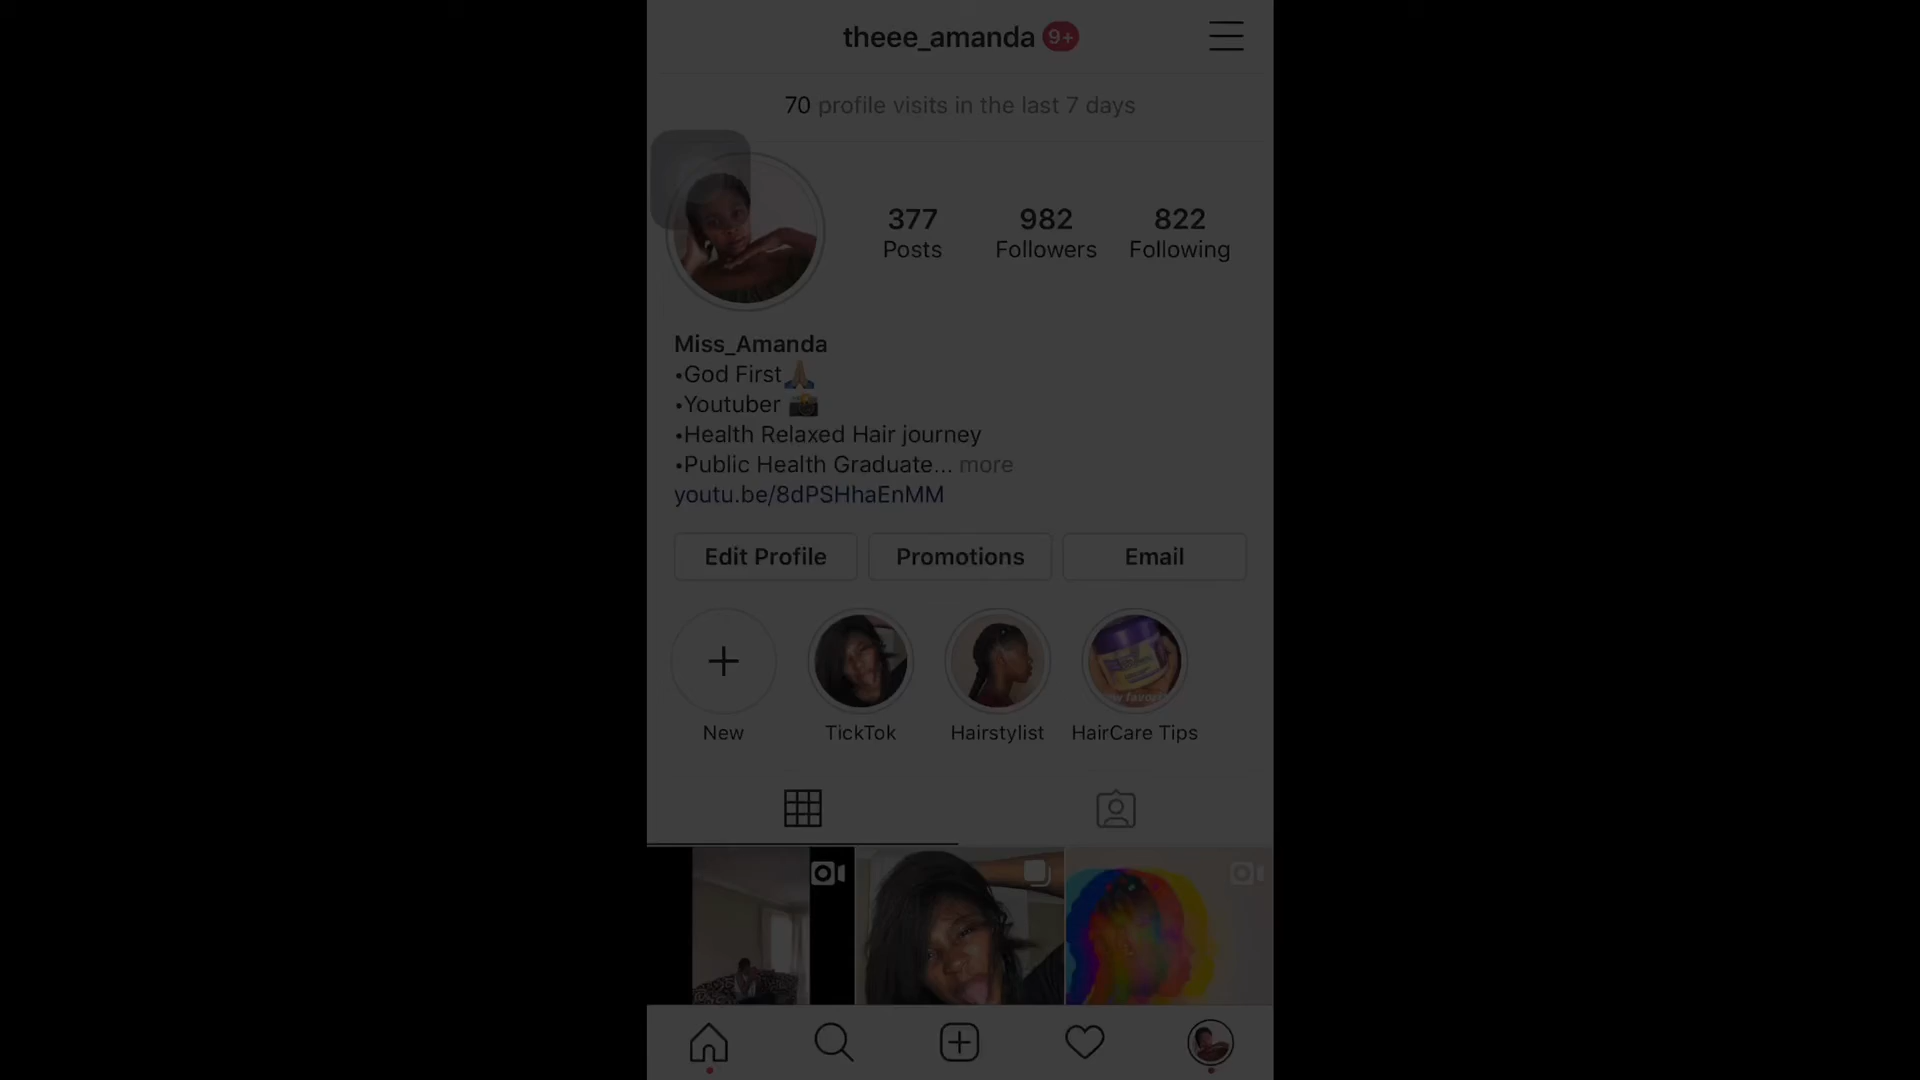 theee_amanda 9+
70 profile visits in the last 7 days
377 982 822
Posts Followers Following
Miss_Amanda
•God First🙏🏼
•Youtuber 📸
•Health Relaxed Hair journey
•Public Health Graduate... more
youtu.be/8dPSHhaEnMM
Edit Profile Promotions Email
New TickTok Hairstylist HairCare Tips